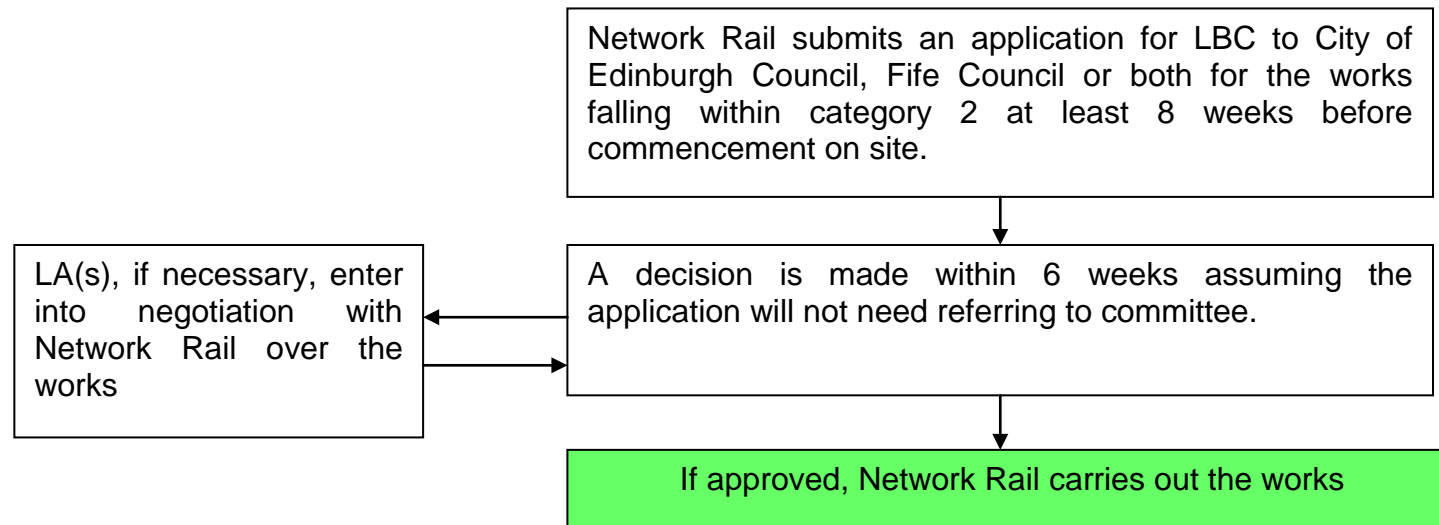 Network Rail submits an application for LBC to City of
Edinburgh Council, Fife Council or both for the works
falling within category 2 at least 8 weeks before
commencement on site.
LA(s), if necessary, enter
into negotiation with
Network Rail over the
works
A decision is made within 6 weeks assuming the
application will not need referring to committee.
If approved, Network Rail carries out the works